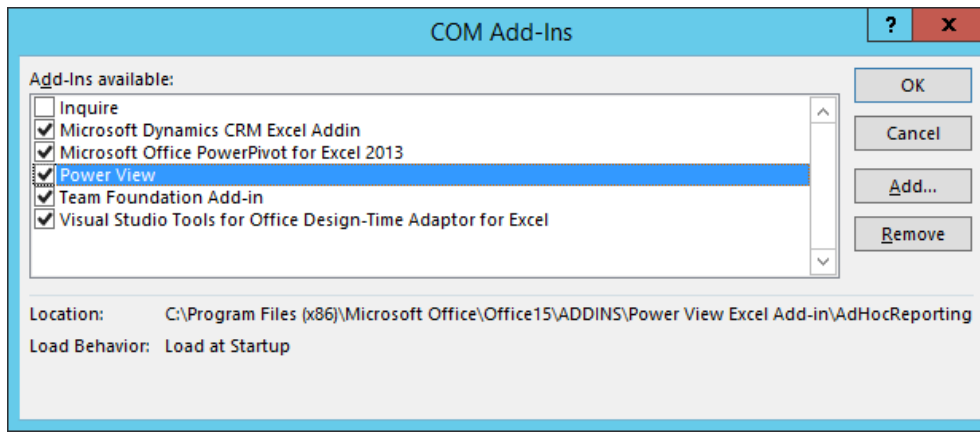 COM Add-Ins
?
x
Add-Ins available:
OK
Inquire
Microsoft Dynamics CRM Excel Addin
Cancel
Microsoft Office PowerPivot for Excel 2013
Power View
Add...
Team Foundation Add-in
Visual Studio Tools for Office Design-Time Adaptor for Excel
Remove
Location: C:\Program Files (x86)\Microsoft Office\Office15\ADDINS\Power View Excel Add-in\AdHocReporting
Load Behavior: Load at Startup